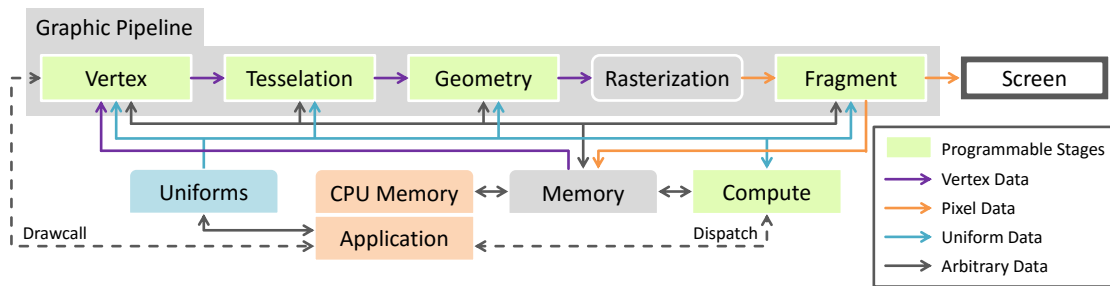 Graphic Pipeline
Vertex
Tesselation
Geometry
Rasterization
Fragment
Screen
Uniforms
CPU Memory
Memory
Compute
Drawcall
Application
Dispatch
Programmable Stages
Vertex Data
Pixel Data
Uniform Data
Arbitrary Data